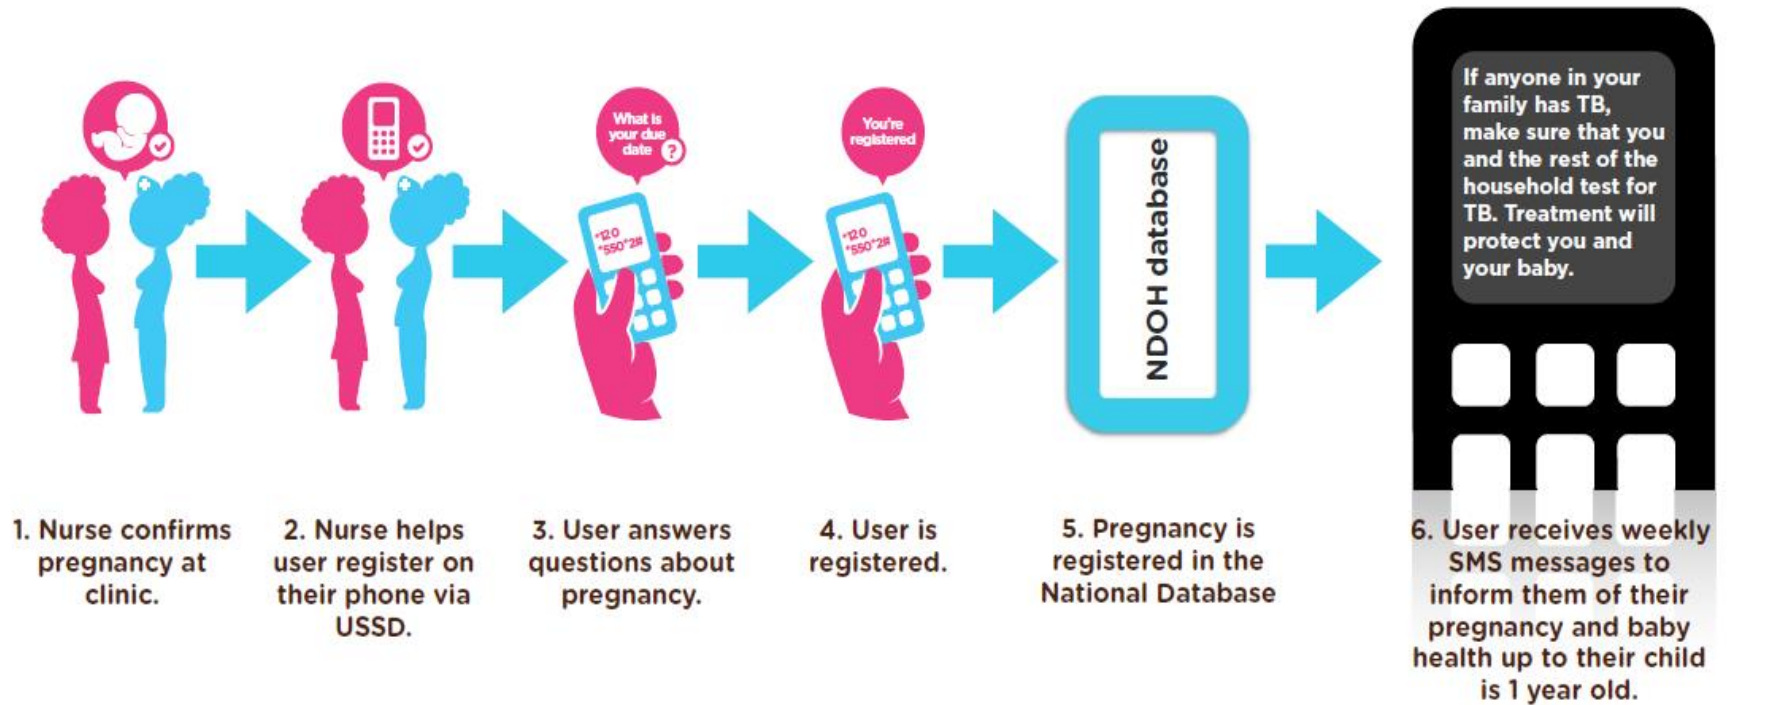 What is
your due
date ?
*120
*550*2#
You're
registered
*120
*550*2#
NDOH database
If anyone in your
family has TB,
make sure that you
and the rest of the
household test for
TB. Treatment will
protect you and
your baby.
1. Nurse confirms
pregnancy at
clinic.
2. Nurse helps
user register on
their phone via
USSD.
3. User answers
questions about
pregnancy.
4. User is
registered.
5. Pregnancy is
registered in the
National Database
6. User receives weekly
SMS messages to
inform them of their
pregnancy and baby
health up to their child
is 1 year old.